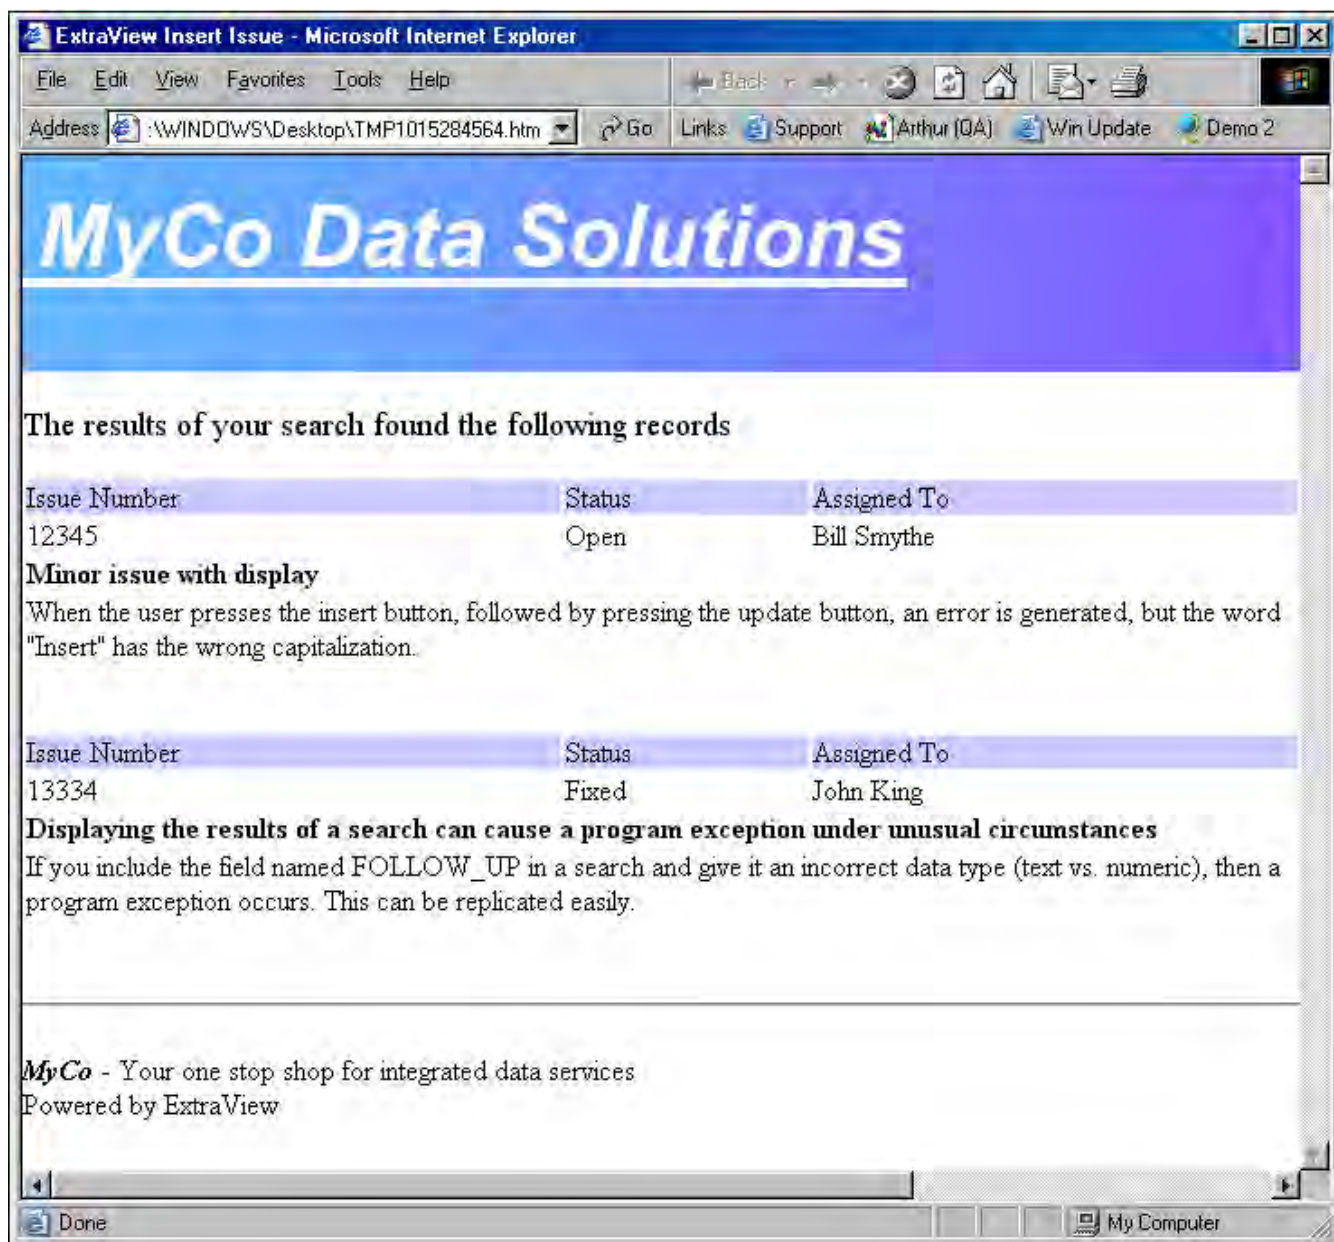 ExtraView Insert Issue - Microsoft Internet Explorer
File Edit View Favorites Tools Help Back
Address :\WINDOWS\Desktop\TMP1015284564.htm Go Links Support Arthur (QA) Win Update Demo 2
MyCo Data Solutions
The results of your search found the following records
Issue Number Status Assigned To
12345 Open Bill Smythe
Minor issue with display
When the user presses the insert button, followed by pressing the update button, an error is generated, but the word
"Insert" has the wrong capitalization.
Issue Number Status Assigned To
13334 Fixed John King
Displaying the results of a search can cause a program exception under unusual circumstances
If you include the field named FOLLOW_UP in a search and give it an incorrect data type (text vs. numeric), then a
program exception occurs. This can be replicated easily.
MyCo - Your one stop shop for integrated data services
Powered by ExtraView
Done My Computer